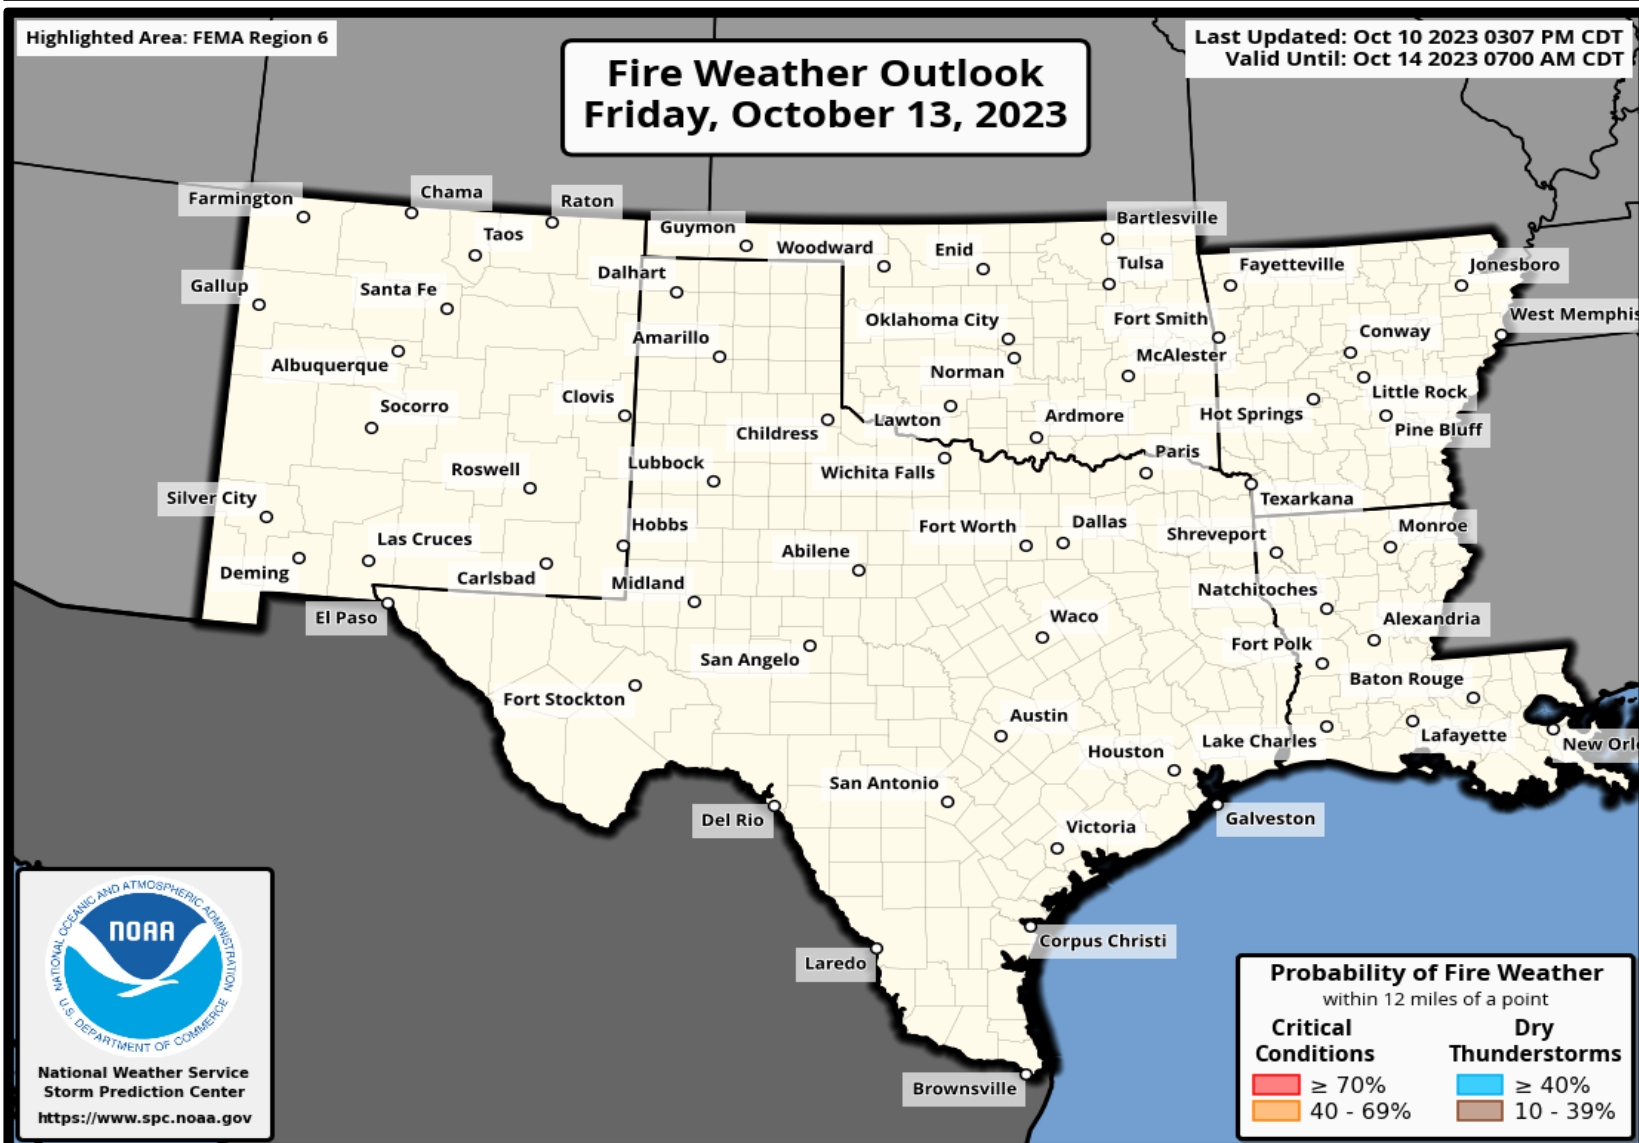 Highlighted Area: FEMA Region 6
Fire Weather Outlook
Friday, October 13, 2023
Last Updated: Oct 10 2023 0307 PM CDT
Valid Until: Oct 14 2023 0700 AM CDT
Farmington
Chama
Raton
Taos
Guymon
Woodward
Enid
Bartlesville
Tulsa
Fayetteville
Jonesboro
Gallup
Santa Fe
Dalhart
Oklahoma City
Fort Smith
West Memphis
Amarillo
Conway
Albuquerque
Norman
McAlester
Little Rock
Socorro
Clovis
Childress
Lawton
Ardmore
Hot Springs
Pine Bluff
Roswell
Lubbock
Wichita Falls
Paris
Silver City
Texarkana
Las Cruces
Hobbs
Fort Worth
Dallas
Shreveport
Monroe
Deming
Carlsbad
Midland
Abilene
Natchitoches
El Paso
Waco
Alexandria
San Angelo
Fort Polk
Fort Stockton
Baton Rouge
Austin
Houston
Lake Charles
Lafayette
New Orl
San Antonio
Del Rio
Victoria
Galveston
Corpus Christi
Laredo
Brownsville
NATIONAL OCEANIC AND ATMOSPHERIC ADMINISTRATION
NOAA
U.S. DEPARTMENT OF COMMERCE
National Weather Service
Storm Prediction Center
https://www.spc.noaa.gov
Probability of Fire Weather
within 12 miles of a point
Critical
Conditions
≥ 70%
40 - 69%
Dry
Thunderstorms
≥ 40%
10 - 39%